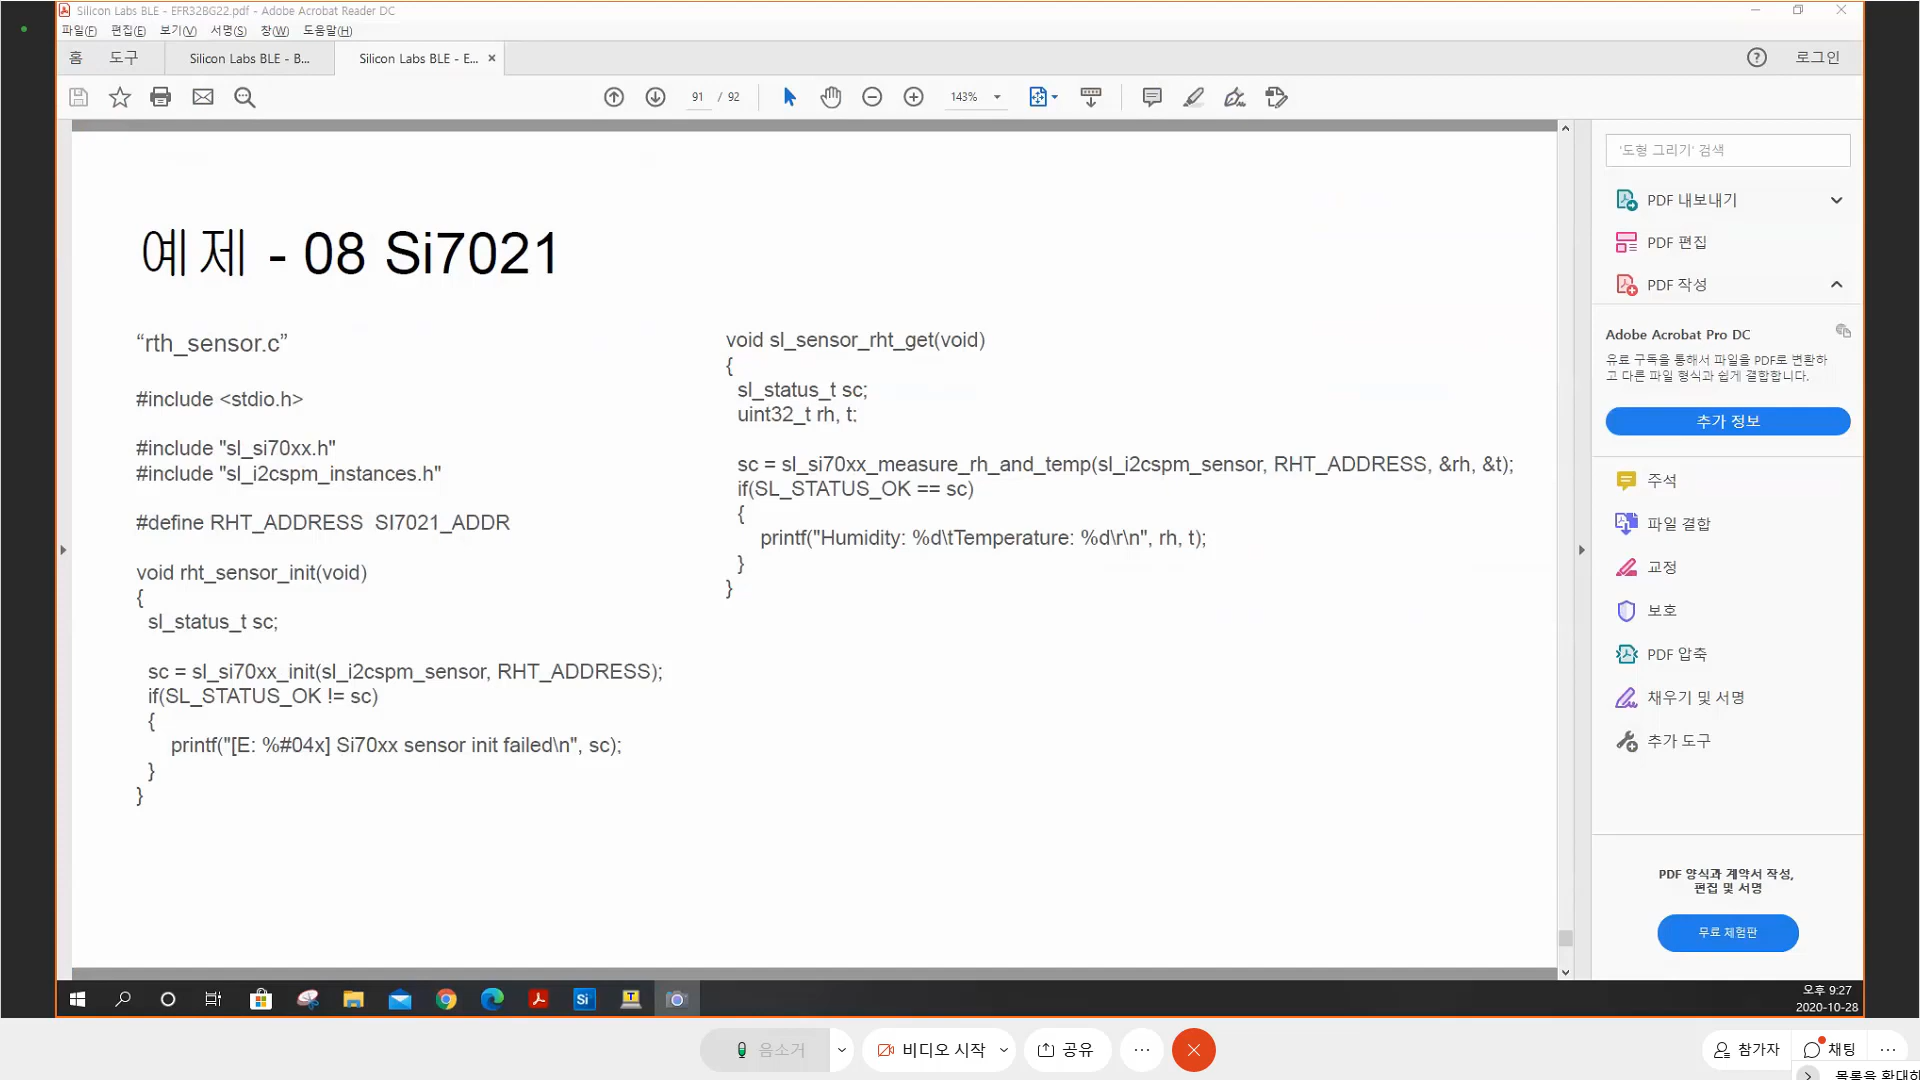 Silicon Labs BLE - EFR32BG22.pdf - Adobe Acrobat Reader DC
파일(F) 편집(E) 보기(V) 서명(S) 창(W) 도움말(H)
홈 도구 Silicon Labs BLE - B... Silicon Labs BLE - E... ×
로그인
91 / 92
143%
예제 - 08 Si7021
“rth_sensor.c”
#include <stdio.h>
#include "sl_si70xx.h"
#include "sl_i2cspm_instances.h"
#define RHT_ADDRESS SI7021_ADDR
void rht_sensor_init(void)
{
sl_status_t sc;
sc = sl_si70xx_init(sl_i2cspm_sensor, RHT_ADDRESS);
if(SL_STATUS_OK != sc)
{
printf("[E: %#04x] Si70xx sensor init failed\n", sc);
}
}
void sl_sensor_rht_get(void)
{
sl_status_t sc;
uint32_t rh, t;
sc = sl_si70xx_measure_rh_and_temp(sl_i2cspm_sensor, RHT_ADDRESS, &rh, &t);
if(SL_STATUS_OK == sc)
{
printf("Humidity: %d\tTemperature: %d\r\n", rh, t);
}
}
'도형 그리기' 검색
PDF 내보내기
PDF 편집
PDF 작성
Adobe Acrobat Pro DC
유료 구독을 통해서 파일을 PDF로 변환하
고 다른 파일 형식과 쉽게 결합합니다.
추가 정보
주석
파일 결합
교정
보호
PDF 압축
채우기 및 서명
추가 도구
PDF 양식과 계약서 작성,
편집 및 서명
무료 체험판
오후 9:27
2020-10-28
음소거
비디오 시작
공유
참가자
채팅
목록을 확대하